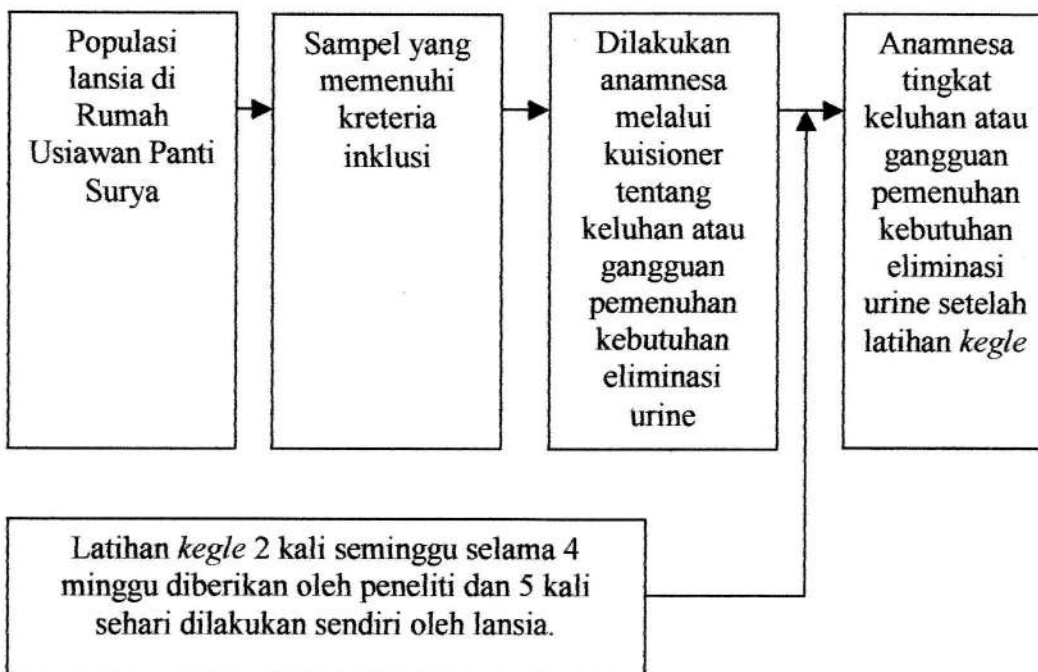 Populasi
lansia di
Rumah
Usiawan Panti
Surya
Sampel yang
memenuhi
kreteria
inklusi
Dilakukan
anamnesa
melalui
kuisioner
tentang
keluhan atau
gangguan
pemenuhan
kebutuhan
eliminasi
urine
Anamnesa
tingkat
keluhan atau
gangguan
pemenuhan
kebutuhan
eliminasi
urine setelah
latihan kegle
Latihan kegle 2 kali seminggu selama 4
minggu diberikan oleh peneliti dan 5 kali
sehari dilakukan sendiri oleh lansia.